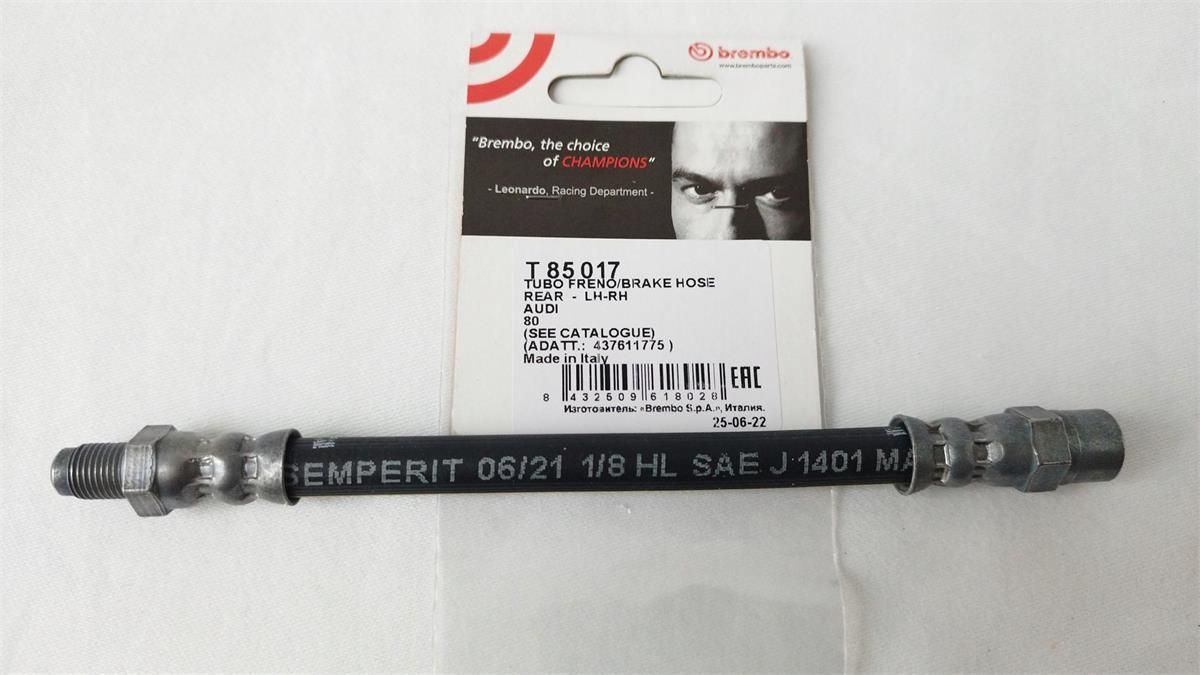 brembo.
www.bremboparts.com
"Brembo, the choice
of CHAMPIONS"
- Leonardo, Racing Department -
T 85 017
TUBO FRENO/BRAKE HOSE
REAR - LH-RH
AUDI
80
(SEE CATALOGUE)
(ADATT.: 437611775 )
Made in Italy
EAC
8 432509 618028
Изготовитель: «Brembo S.p.A.», Италия.
25-06-22
SEMPERIT 06/21 1/8 HL SAE J 1401 MA